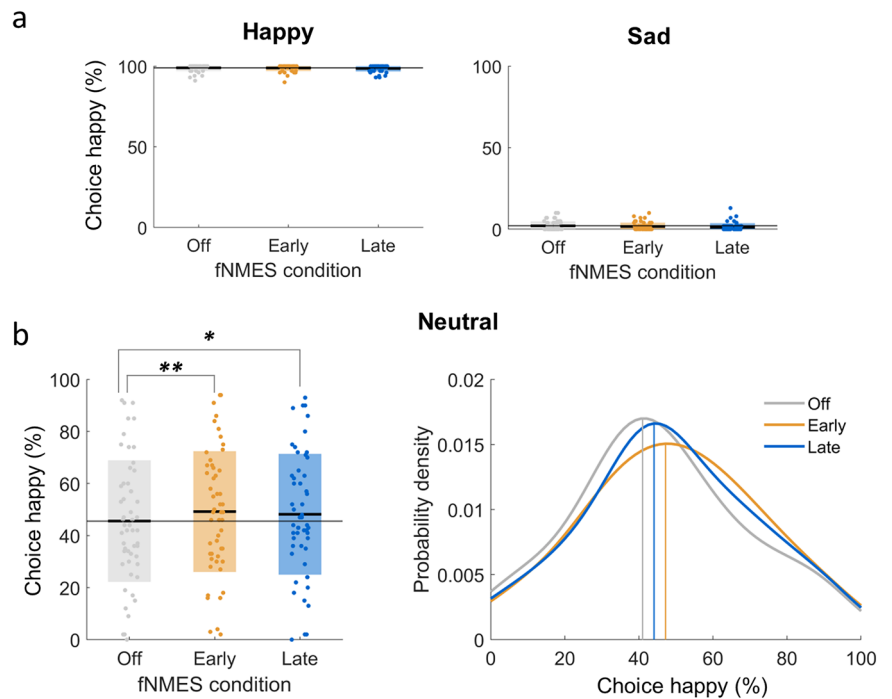 a
Happy
Sad
Choice happy (%)
100
50
0
Off Early Late
fNMES condition
100
50
0
Off Early Late
fNMES condition
b
Neutral
* 
**
Choice happy (%)
100
80
60
40
20
0
Off Early Late
fNMES condition
Probability density
0.02
0.015
0.01
0.005
0
Off
Early
Late
0 20 40 60 80 100
Choice happy (%)